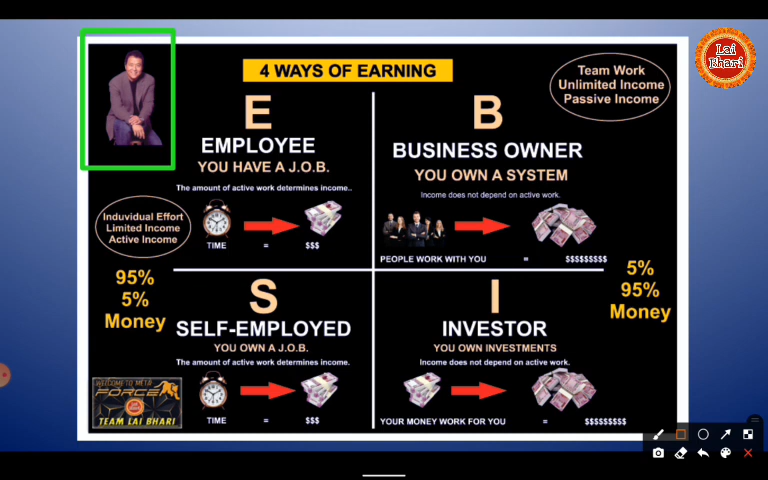 Lai
Bhari
4 WAYS OF EARNING
Team Work
Unlimited Income
Passive Income
E
EMPLOYEE
YOU HAVE A J.O.B.
The amount of active work determines income..
TIME = $$$
B
BUSINESS OWNER
YOU OWN A SYSTEM
Income does not depend on active work.
PEOPLE WORK WITH YOU = $$$$$$$$$
Induvidual Effort
Limited Income
Active Income
95%
5%
Money
5%
95%
Money
S
SELF-EMPLOYED
YOU OWN A J.O.B.
The amount of active work determines income.
TIME = $$$
I
INVESTOR
YOU OWN INVESTMENTS
Income does not depend on active work.
YOUR MONEY WORK FOR YOU = $$$$$$$$$
WELCOME TO META
FORCE
TEAM LAI BHARI